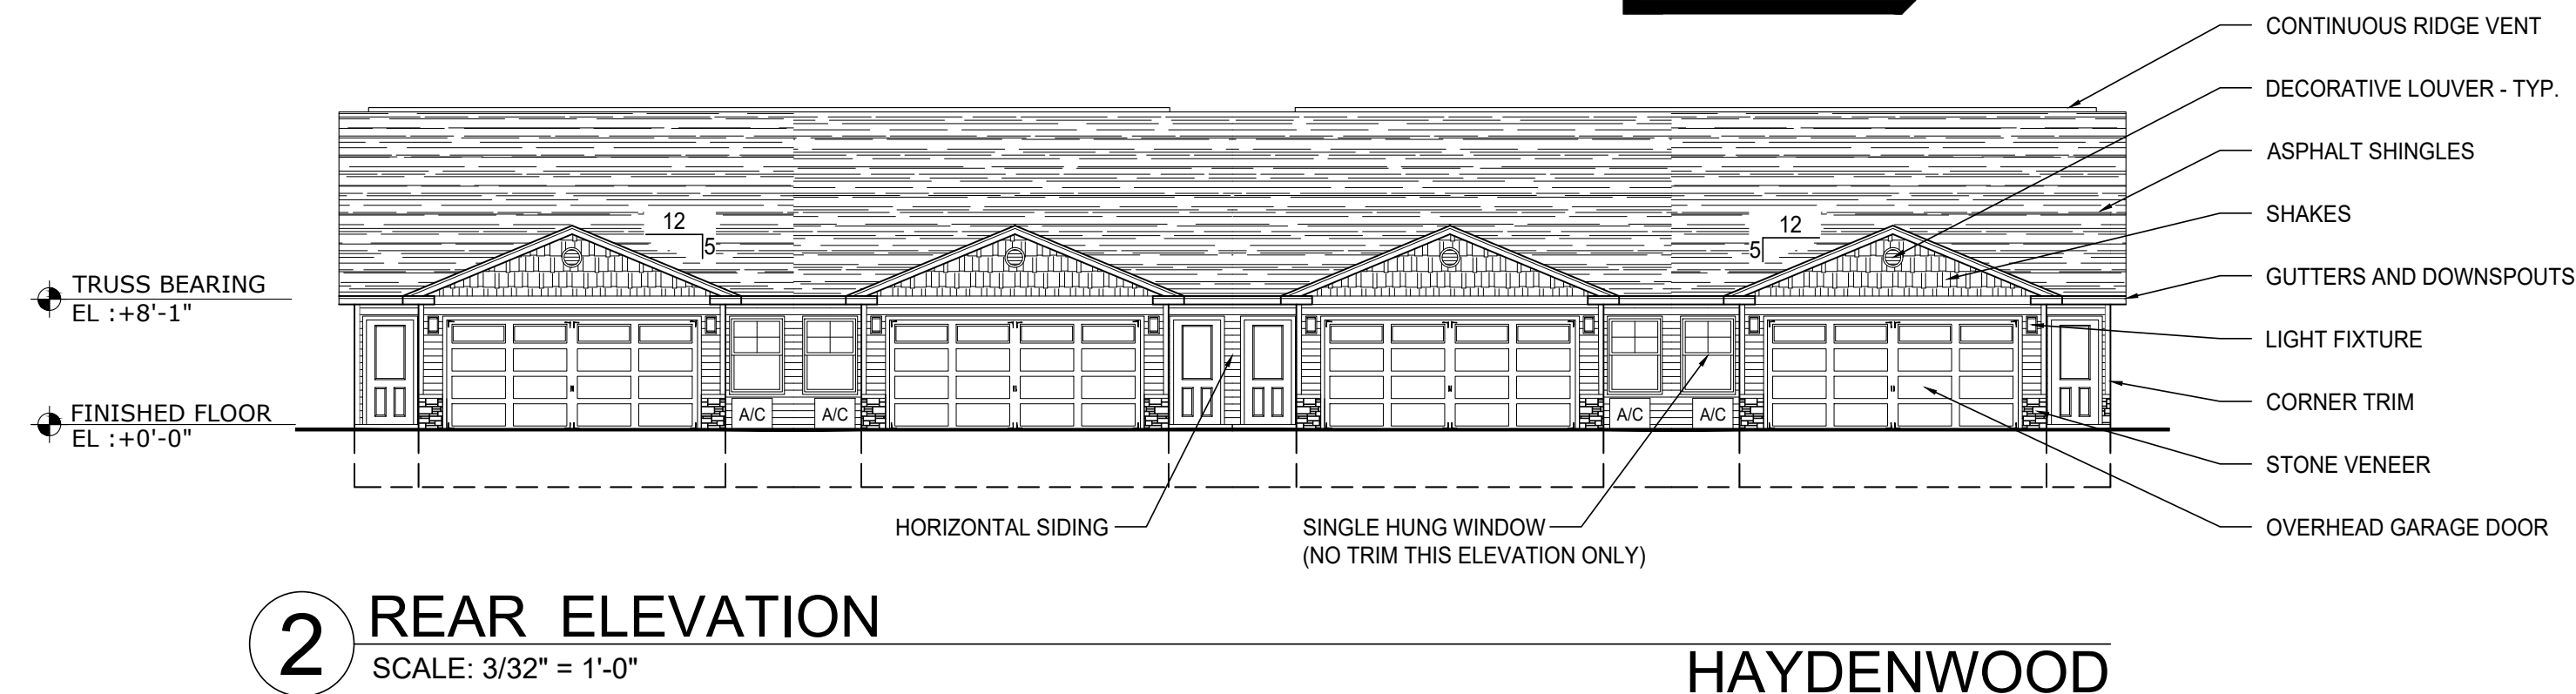 CONTINUOUS RIDGE VENT
DECORATIVE LOUVER - TYP.
ASPHALT SHINGLES
SHAKES
GUTTERS AND DOWNSPOUTS
LIGHT FIXTURE
CORNER TRIM
STONE VENEER
OVERHEAD GARAGE DOOR
12
5
12
5
TRUSS BEARING
EL :+8'-1"
FINISHED FLOOR
EL :+0'-0"
A/C
A/C
A/C
A/C
HORIZONTAL SIDING
SINGLE HUNG WINDOW
(NO TRIM THIS ELEVATION ONLY)
2
REAR ELEVATION
SCALE: 3/32" = 1'-0"
HAYDENWOOD